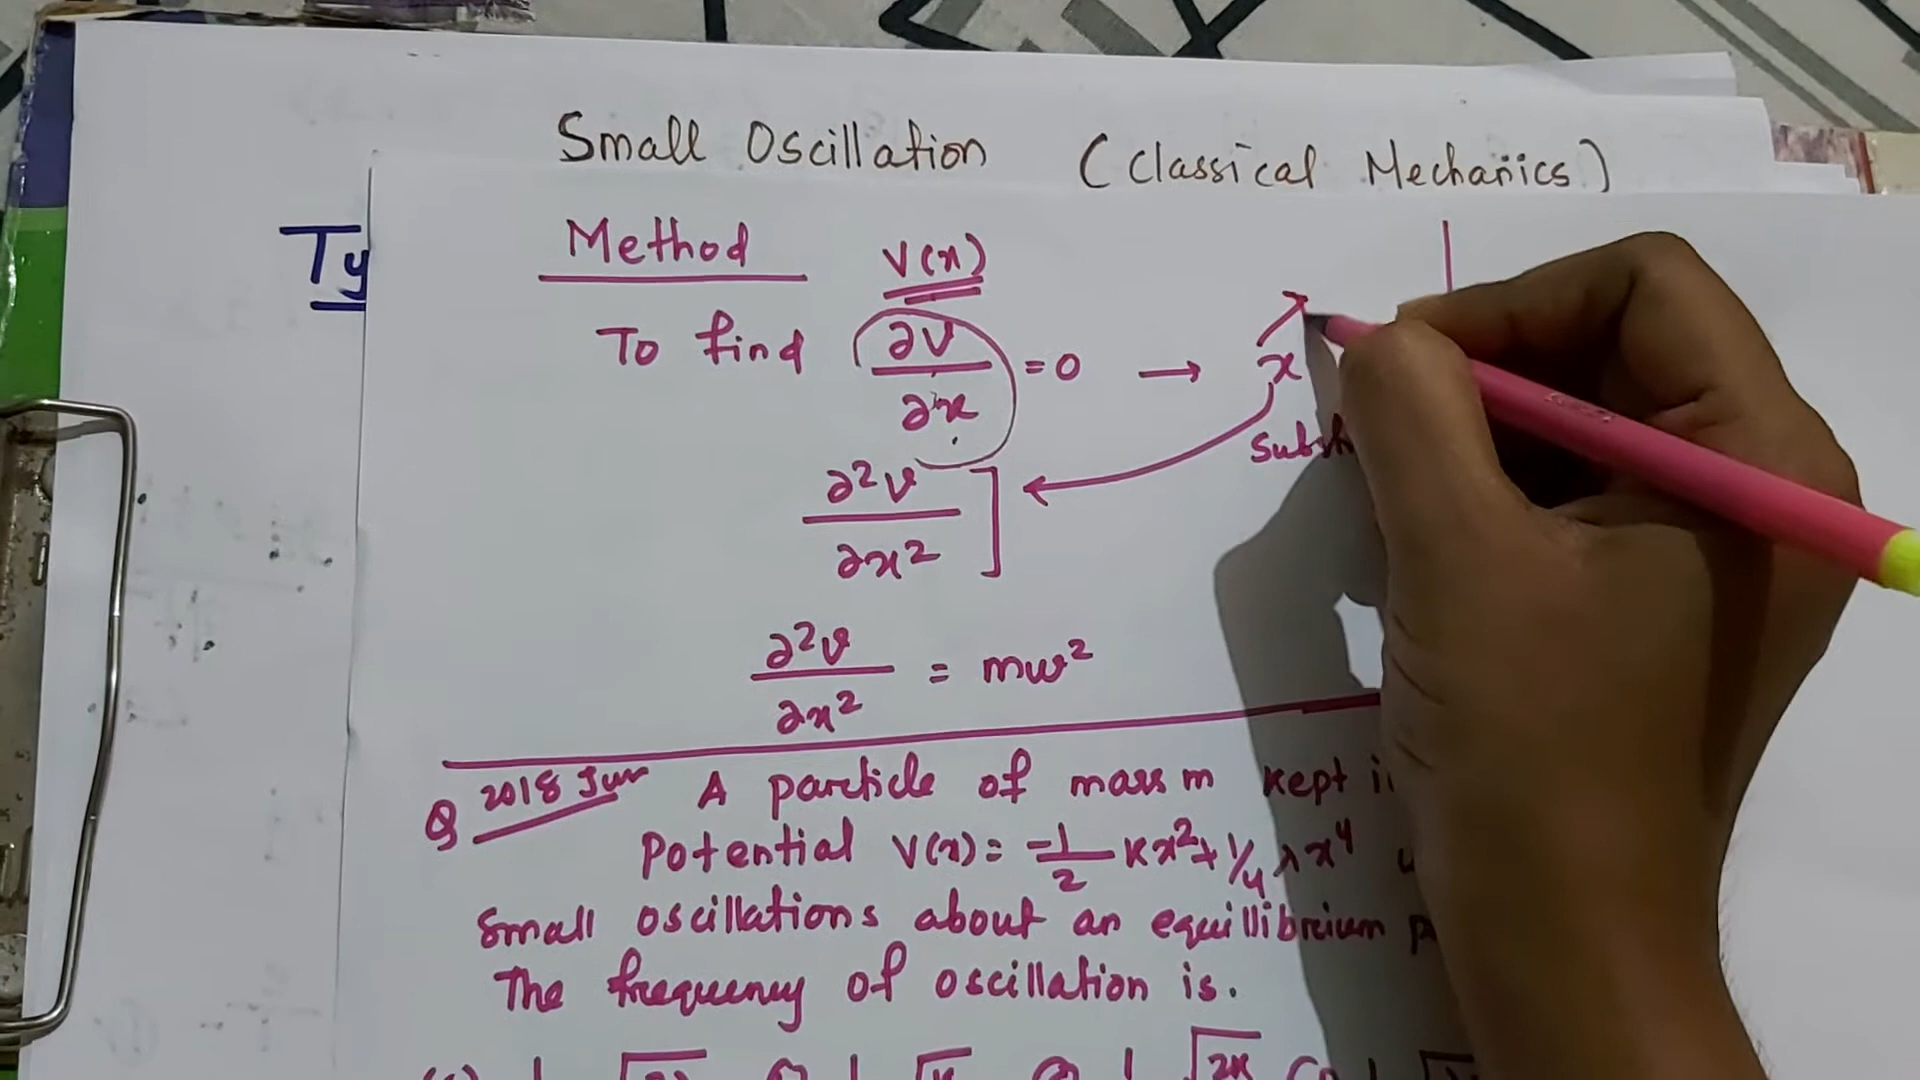 Small Oscillation (Classical Mechanics)
Ty
Method V(x)
To find ∂V/∂x = 0 → x
∂²V/∂x² ]
∂²V/∂x² = mω²
Q 2018 Jun A particle of mass m kept
Potential V(x) = -1/2 Kx² + 1/4 λx⁴
Small oscillations about an equillibrium
The frequency of oscillation is.